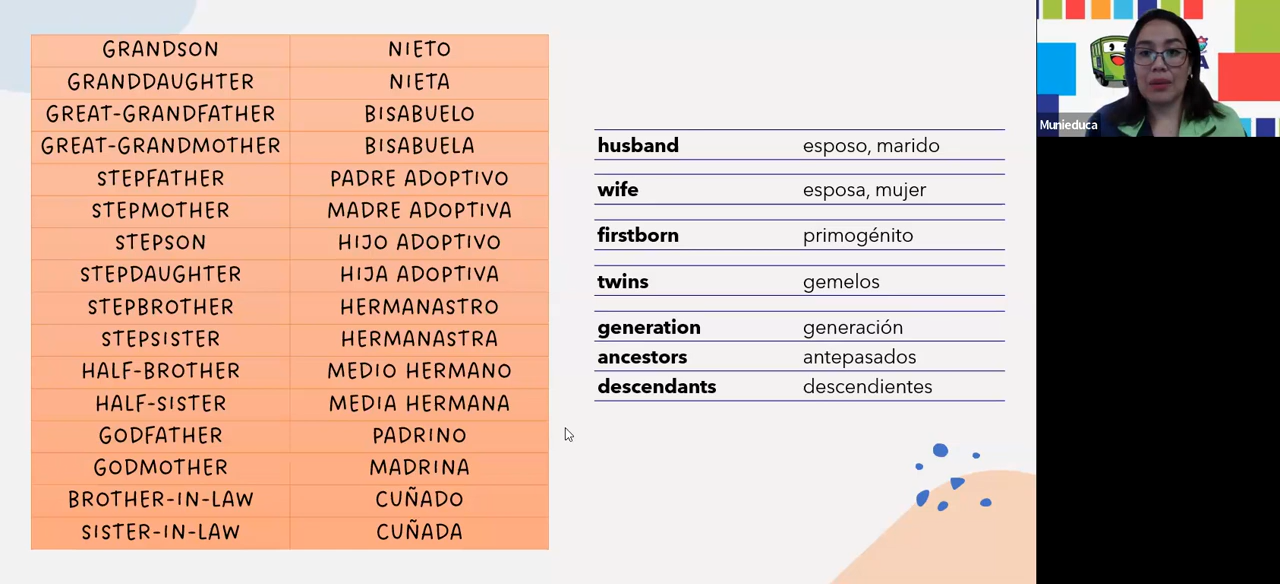 GRANDSON NIETO
GRANDDAUGHTER NIETA
GREAT-GRANDFATHER BISABUELO
GREAT-GRANDMOTHER BISABUELA
STEPFATHER PADRE ADOPTIVO
STEPMOTHER MADRE ADOPTIVA
STEPSON HIJO ADOPTIVO
STEPDAUGHTER HIJA ADOPTIVA
STEPBROTHER HERMANASTRO
STEPSISTER HERMANASTRA
HALF-BROTHER MEDIO HERMANO
HALF-SISTER MEDIA HERMANA
GODFATHER PADRINO
GODMOTHER MADRINA
BROTHER-IN-LAW CUÑADO
SISTER-IN-LAW CUÑADA
husband esposo, marido
wife esposa, mujer
firstborn primogénito
twins gemelos
generation generación
ancestors antepasados
descendants descendientes
Munieduca